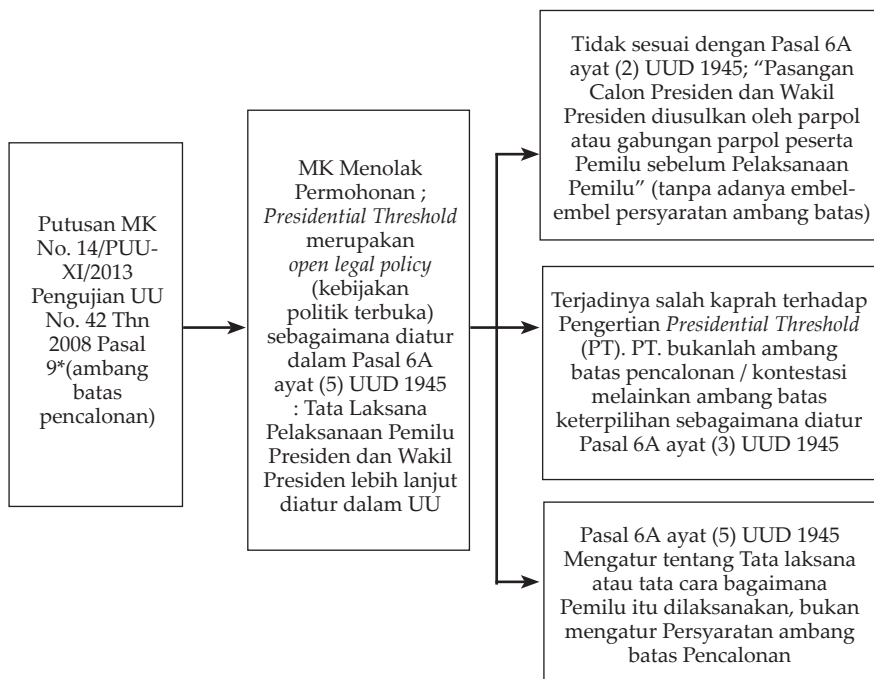 Putusan MK
No. 14/PUU-
XI/2013
Pengujian UU
No. 42 Thn
2008 Pasal
9*(ambang
batas
pencalonan)
MK Menolak
Permohonan ;
Presidential Threshold
merupakan
open legal policy
(kebijakan
politik terbuka)
sebagaimana diatur
dalam Pasal 6A
ayat (5) UUD 1945
: Tata Laksana
Pelaksanaan Pemilu
Presiden dan Wakil
Presiden lebih lanjut
diatur dalam UU
Tidak sesuai dengan Pasal 6A
ayat (2) UUD 1945; “Pasangan
Calon Presiden dan Wakil
Presiden diusulkan oleh parpol
atau gabungan parpol peserta
Pemilu sebelum Pelaksanaan
Pemilu” (tanpa adanya embel-
embel persyaratan ambang batas)
Terjadinya salah kaprah terhadap
Pengertian Presidential Threshold
(PT). PT. bukanlah ambang
batas pencalonan / kontestasi
melainkan ambang batas
keterpilihan sebagaimana diatur
Pasal 6A ayat (3) UUD 1945
Pasal 6A ayat (5) UUD 1945
Mengatur tentang Tata laksana
atau tata cara bagaimana
Pemilu itu dilaksanakan, bukan
mengatur Persyaratan ambang
batas Pencalonan